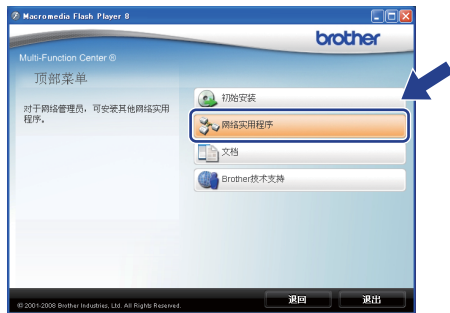 Macromedia Flash Player 8
brother
Multi-Function Center ®
顶部菜单
对于网络管理员，可安装其他网络实用
程序。
初始安装
网络实用程序
文档
Brother技术支持
© 2001-2008 Brother Industries, Ltd. All Rights Reserved.
退回
退出